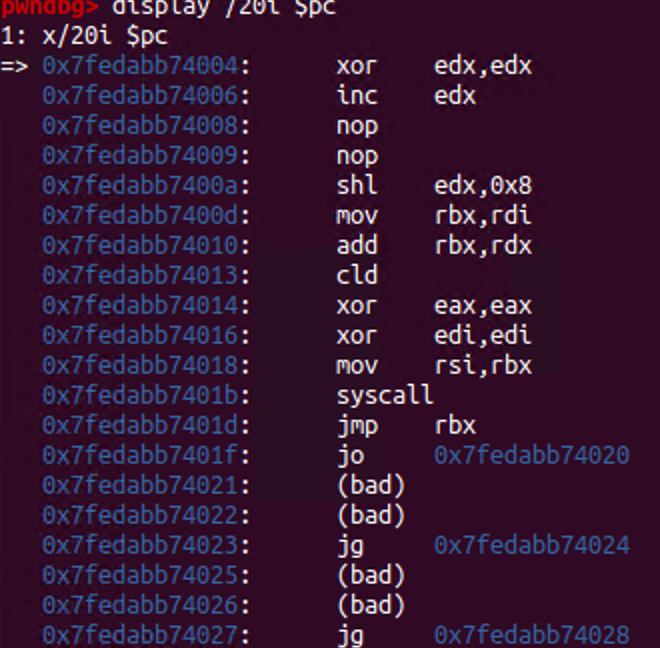 pwndbg> display /20i $pc
1: x/20i $pc
=> 0x7fedabb74004: xor edx,edx
0x7fedabb74006: inc edx
0x7fedabb74008: nop
0x7fedabb74009: nop
0x7fedabb7400a: shl edx,0x8
0x7fedabb7400d: mov rbx,rdi
0x7fedabb74010: add rbx,rdx
0x7fedabb74013: cld
0x7fedabb74014: xor eax,eax
0x7fedabb74016: xor edi,edi
0x7fedabb74018: mov rsi,rbx
0x7fedabb7401b: syscall
0x7fedabb7401d: jmp rbx
0x7fedabb7401f: jo 0x7fedabb74020
0x7fedabb74021: (bad)
0x7fedabb74022: (bad)
0x7fedabb74023: jg 0x7fedabb74024
0x7fedabb74025: (bad)
0x7fedabb74026: (bad)
0x7fedabb74027: jg 0x7fedabb74028